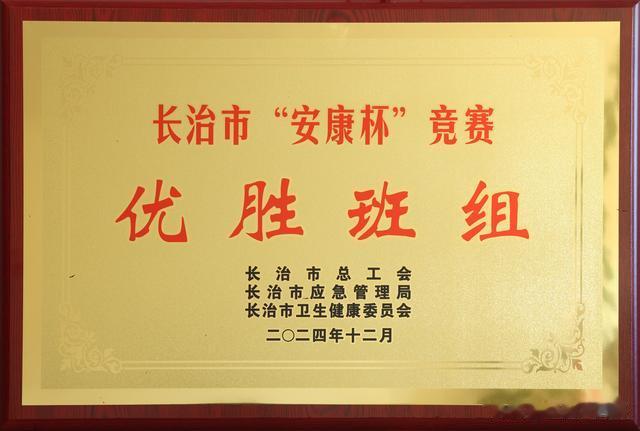 长治市“安康杯”竞赛
优胜班组
长治市总工会
长治市应急管理局
长治市卫生健康委员会
二〇二四年十二月